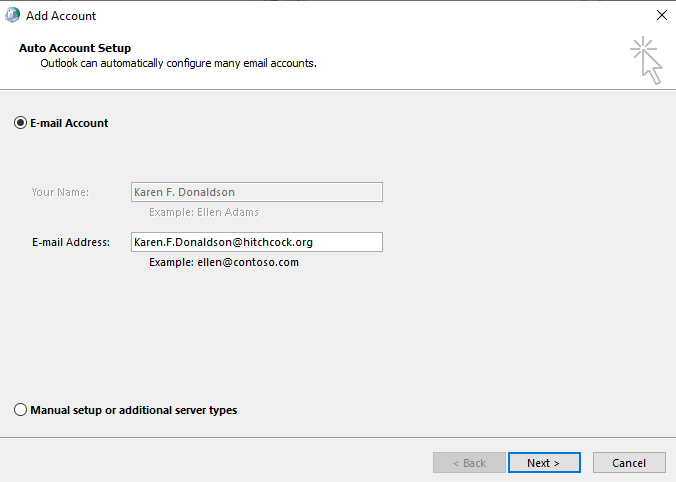 Add Account
Auto Account Setup
Outlook can automatically configure many email accounts.
E-mail Account
Your Name: Karen F. Donaldson
Example: Ellen Adams
E-mail Address: Karen.F.Donaldson@hitchcock.org
Example: ellen@contoso.com
Manual setup or additional server types
< Back Next > Cancel